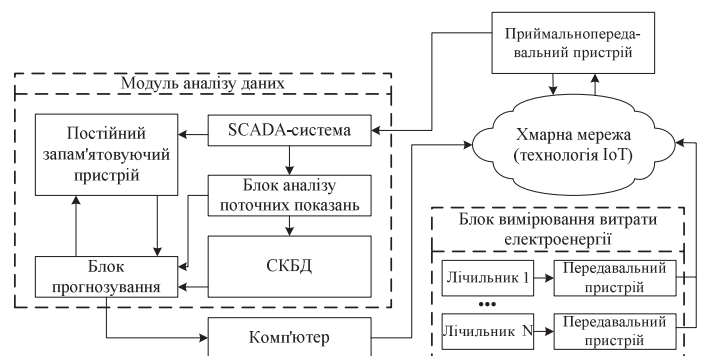 Приймальнопереда-
вальний пристрій
Модуль аналізу даних
Постійний
запам'ятовуючий
пристрій
SCADA-система
Хмарна мережа
(технологія IoT)
Блок аналізу
поточних показань
Блок вимірювання витрати
електроенергії
Блок
прогнозування
СКБД
Лічильник 1
Передавальний
пристрій
...
Лічильник N
Передавальний
пристрій
Комп'ютер